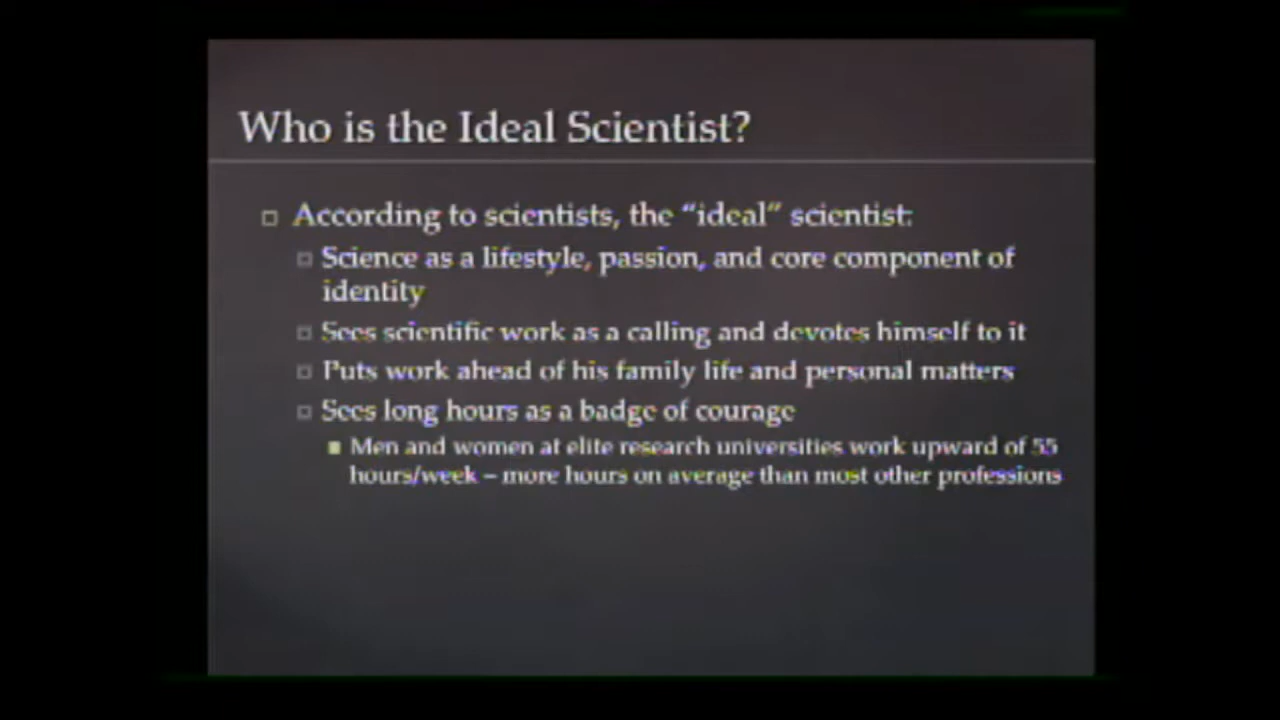 Who is the Ideal Scientist?
According to scientists, the “ideal” scientist:
Science as a lifestyle, passion, and core component of
identity
Sees scientific work as a calling and devotes himself to it
Puts work ahead of his family life and personal matters
Sees long hours as a badge of courage
Men and women at elite research universities work upward of 55
hours/week – more hours on average than most other professions